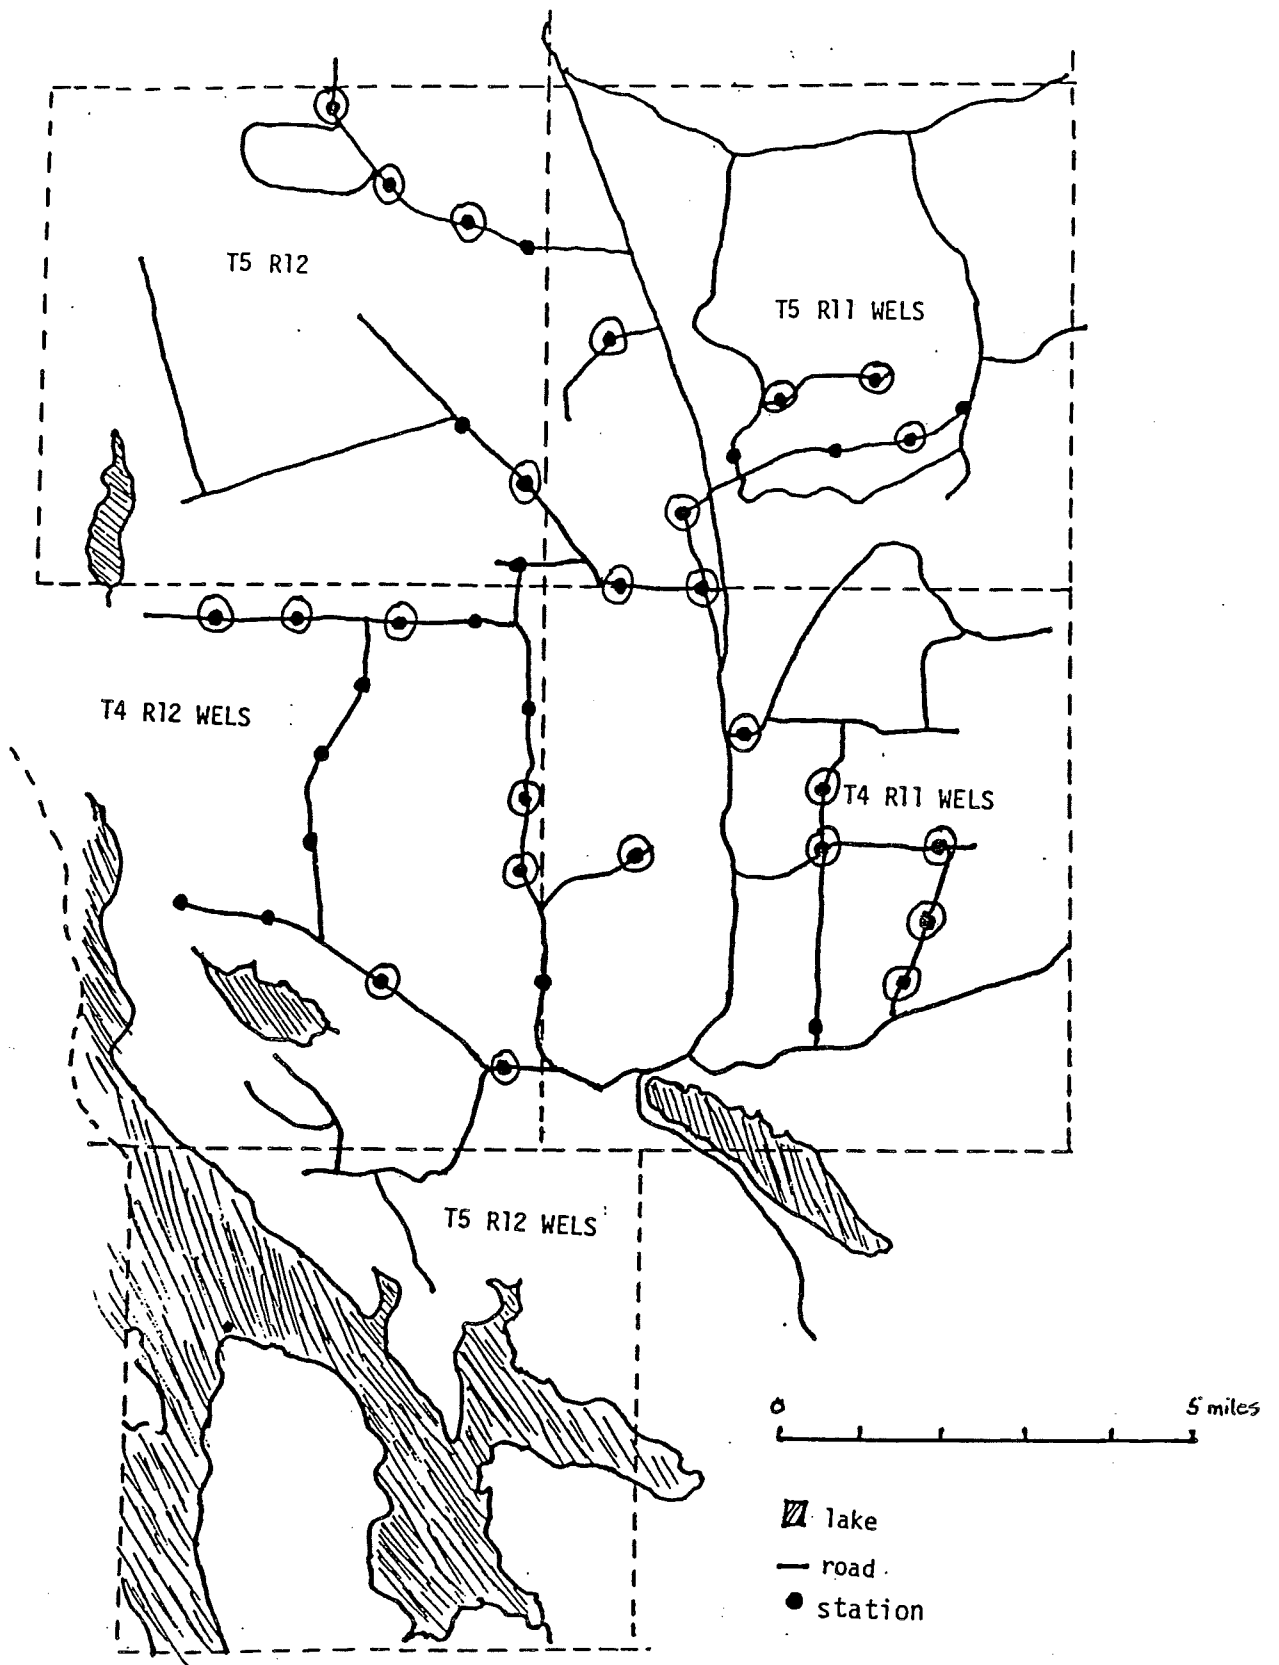 T5 R12
T5 R11 WELS
T4 R12 WELS
T4 R11 WELS
T5 R12 WELS
0 5 miles
lake
road
station